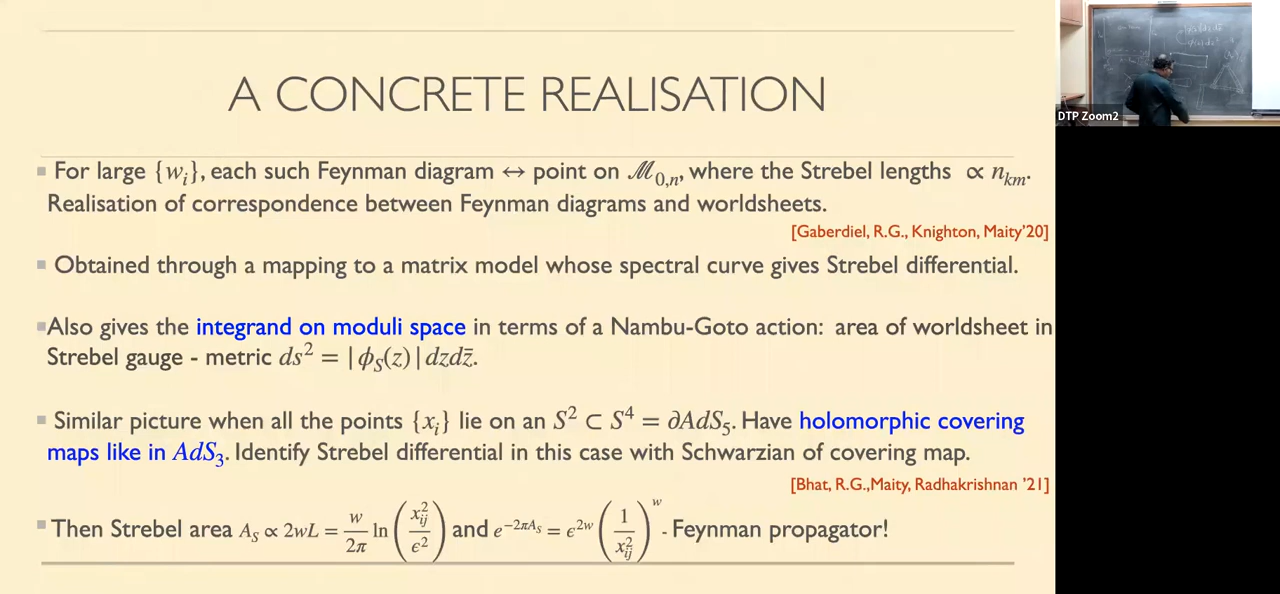 A CONCRETE REALISATION
DTP Zoom2
▪ For large {wᵢ}, each such Feynman diagram ↔ point on ℳ₀,ₙ, where the Strebel lengths ∝ nₖₘ.
Realisation of correspondence between Feynman diagrams and worldsheets.
[Gaberdiel, R.G., Knighton, Maity'20]
▪ Obtained through a mapping to a matrix model whose spectral curve gives Strebel differential.
▪Also gives the integrand on moduli space in terms of a Nambu-Goto action: area of worldsheet in
Strebel gauge - metric ds² = |ϕ_S(z)|dzdz̄.
▪ Similar picture when all the points {xᵢ} lie on an S² ⊂ S⁴ = ∂AdS₅. Have holomorphic covering
maps like in AdS₃. Identify Strebel differential in this case with Schwarzian of covering map.
[Bhat, R.G.,Maity, Radhakrishnan '21]
▪ Then Strebel area A_S ∝ 2wL = w/2π ln (x²ᵢⱼ/ϵ²) and e^(−2πA_S) = ϵ^(2w) (1/x²ᵢⱼ)^w - Feynman propagator!